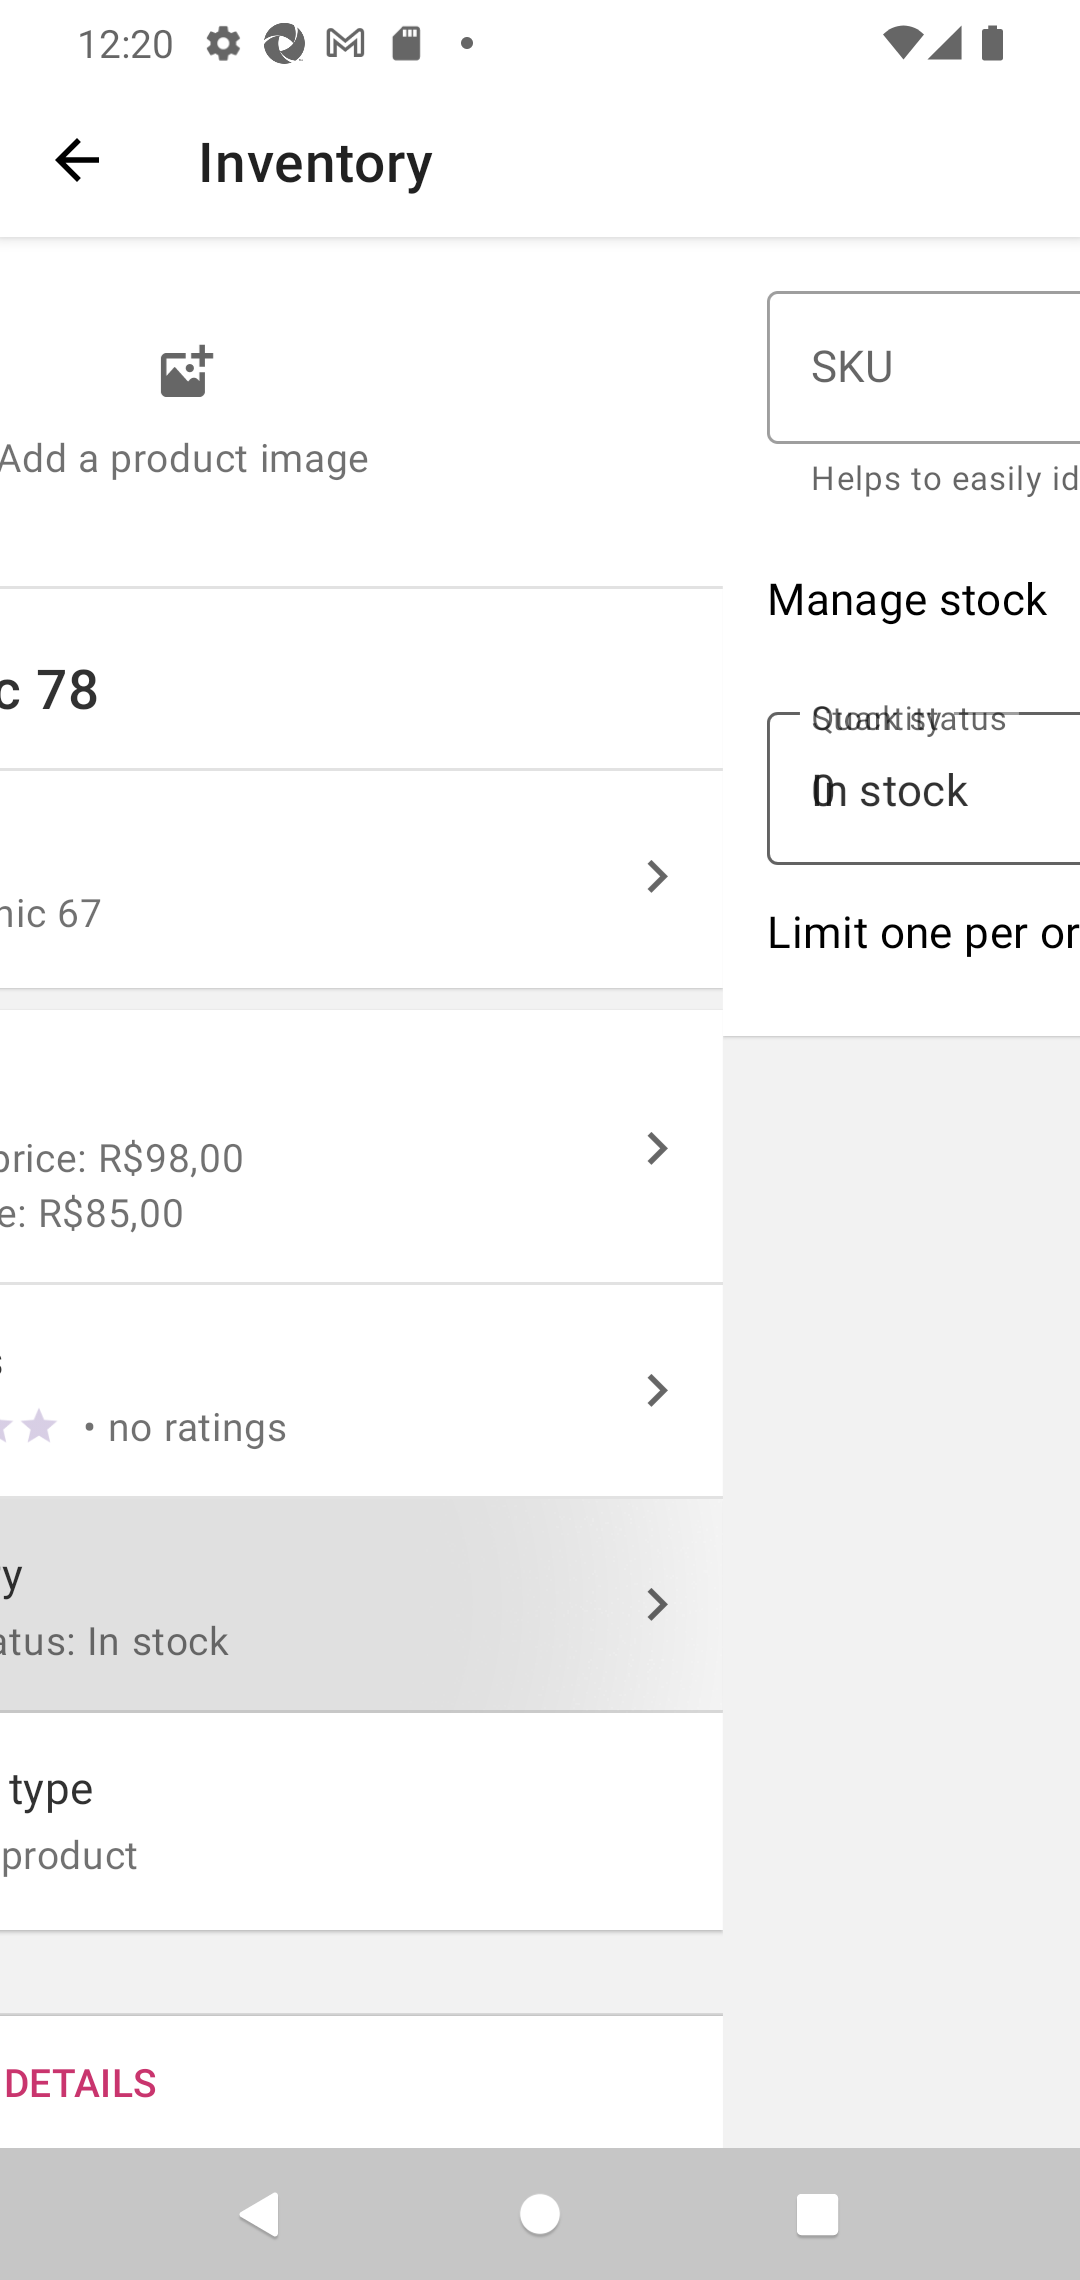 12:20
Inventory
SKU
Add a product image
Helps to easily id
Manage stock
c 78
Quantity
Stock status
0
In stock
nic 67
Limit one per or
price: R$98,00
e: R$85,00
s
• no ratings
y
atus: In stock
type
product
DETAILS